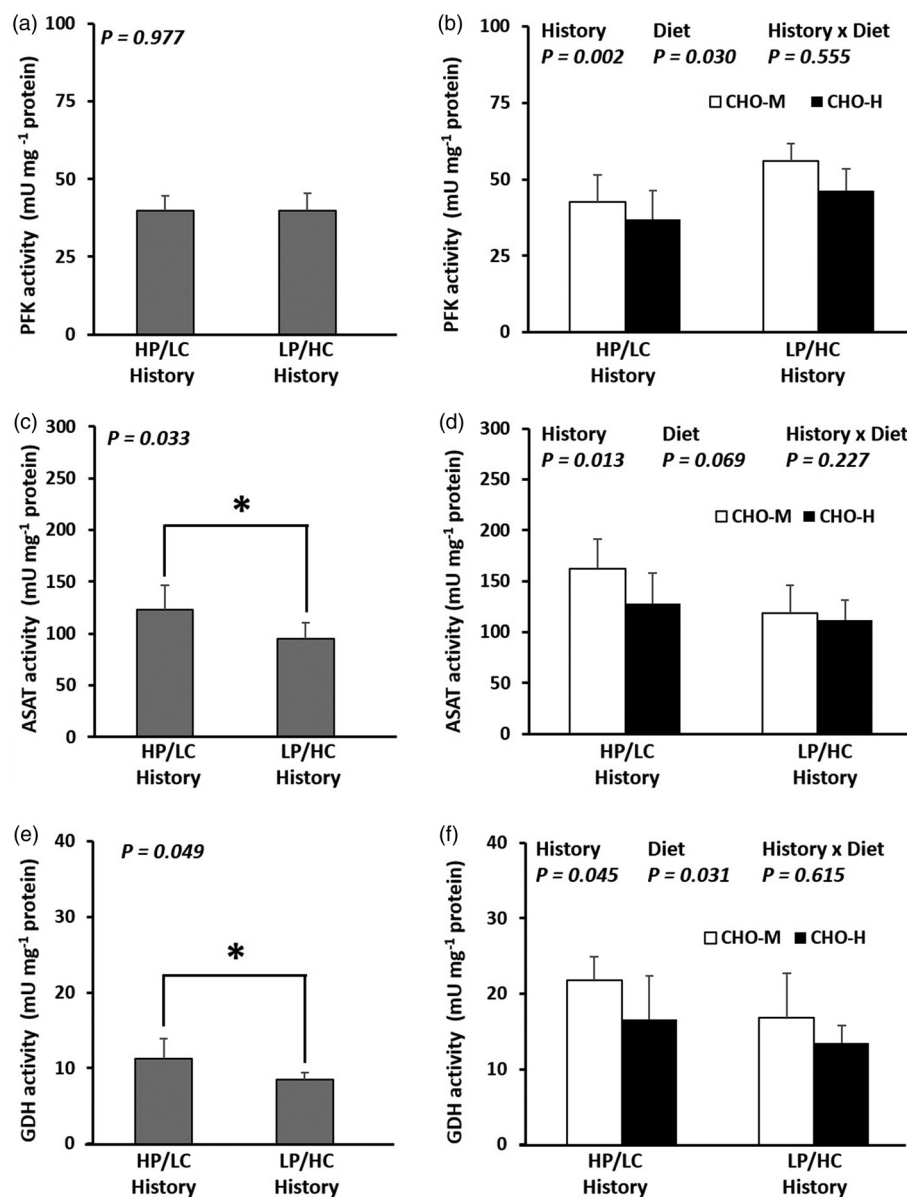 (a)
P = 0.977
PFK activity (mU mg -1 protein)
100
75
50
25
0
HP/LC LP/HC
History History
(b)
History Diet History x Diet
P = 0.002 P = 0.030 P = 0.555
CHO-M CHO-H
PFK activity (mU mg-1 protein)
100
75
50
25
0
HP/LC LP/HC
History History
(c)
P = 0.033
*
ASAT activity (mU mg-1 protein)
300
250
200
150
100
50
0
HP/LC LP/HC
History History
(d)
History Diet History x Diet
P = 0.013 P = 0.069 P = 0.227
CHO-M CHO-H
ASAT activity (mU mg-1 protein)
300
250
200
150
100
50
0
HP/LC LP/HC
History History
(e)
P = 0.049
*
GDH activity (mU mg-1 protein)
40
30
20
10
0
HP/LC LP/HC
History History
(f)
History Diet History x Diet
P = 0.045 P = 0.031 P = 0.615
CHO-M CHO-H
GDH activity (mU mg-1 protein)
40
30
20
10
0
HP/LC LP/HC
History History